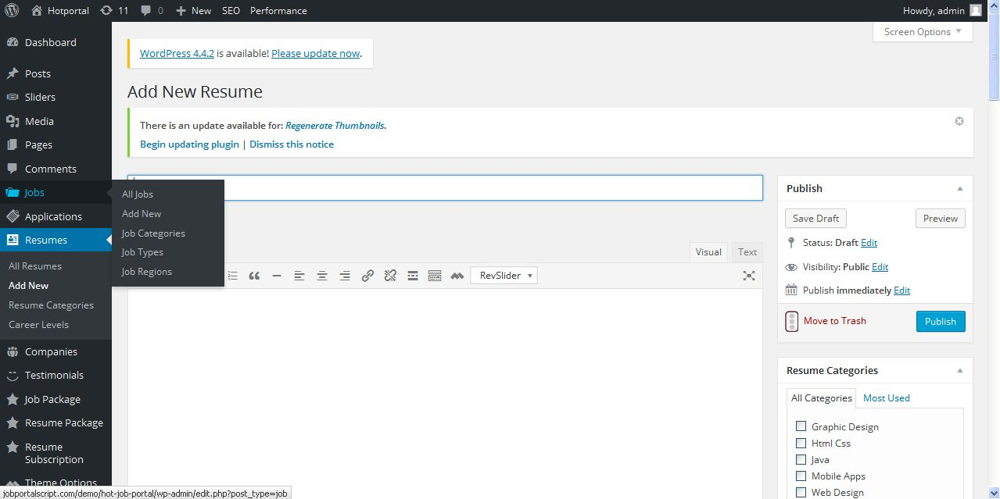 Hotportal 11 0 New SEO Performance Howdy, admin
Screen Options
Dashboard
Posts
Sliders
Media
Pages
Comments
Jobs
Applications
Resumes
All Resumes
Add New
Resume Categories
Career Levels
Companies
Testimonials
Job Package
Resume Package
Resume
Subscription
Theme Options
All Jobs
Add New
Job Categories
Job Types
Job Regions
WordPress 4.4.2 is available! Please update now.
Add New Resume
There is an update available for: Regenerate Thumbnails.
Begin updating plugin | Dismiss this notice
Visual Text
RevSlider
Publish
Save Draft Preview
Status: Draft Edit
Visibility: Public Edit
Publish immediately Edit
Move to Trash Publish
Resume Categories
All Categories Most Used
Graphic Design
Html Css
Java
Mobile Apps
Web Design
jobportalscript.com/demo/hot-job-portal/wp-admin/edit.php?post_type=job